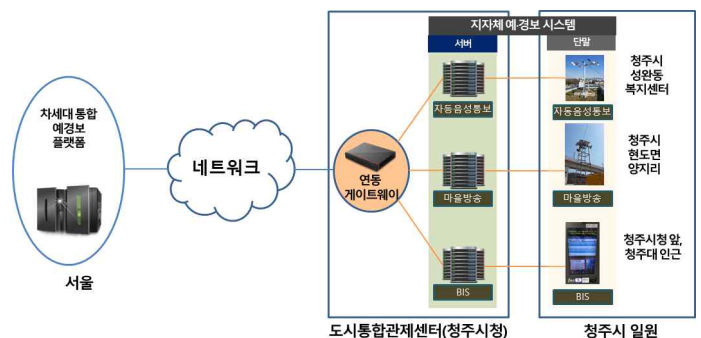 지자체 예·경보 시스템
서버
단말
차세대 통합
예경보
플랫폼
서울
네트워크
연동
게이트웨이
자동음성통보
마을방송
BIS
자동음성통보
마을방송
BIS
청주시
성완동
복지센터
청주시
현도면
양지리
청주시청 앞,
청주대 인근
도시통합관제센터(청주시청)
청주시 일원